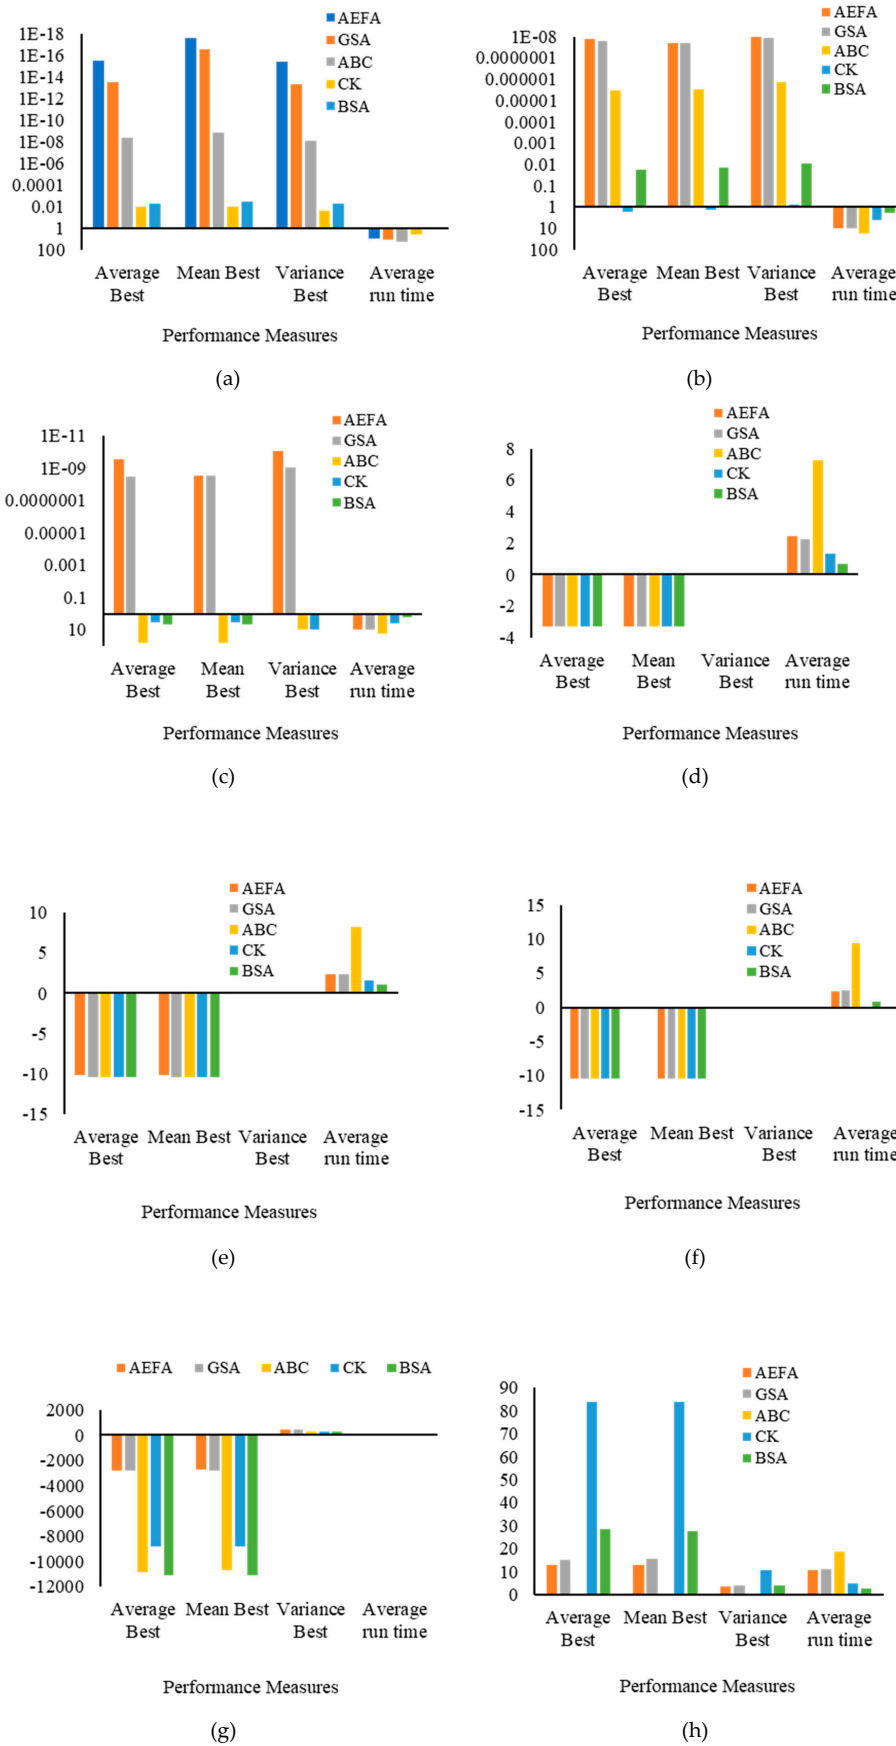 AEFA
GSA
ABC
CK
BSA
1E-18
1E-16
1E-14
1E-12
1E-10
1E-08
1E-06
0.0001
0.01
1
100
Average Best
Mean Best
Variance Best
Average run time
Performance Measures
(a)
AEFA
GSA
ABC
CK
BSA
1E-08
0.0000001
0.000001
0.00001
0.0001
0.001
0.01
0.1
1
10
100
Average Best
Mean Best
Variance Best
Average run time
Performance Measures
(b)
AEFA
GSA
ABC
CK
BSA
1E-11
1E-09
0.0000001
0.00001
0.001
0.1
10
Average Best
Mean Best
Variance Best
Average run time
Performance Measures
(c)
AEFA
GSA
ABC
CK
BSA
8
6
4
2
0
-2
-4
Average Best
Mean Best
Variance Best
Average run time
Performance Measures
(d)
AEFA
GSA
ABC
CK
BSA
10
5
0
-5
-10
-15
Average Best
Mean Best
Variance Best
Average run time
Performance Measures
(e)
AEFA
GSA
ABC
CK
BSA
15
10
5
0
-5
-10
-15
Average Best
Mean Best
Variance Best
Average run time
Performance Measures
(f)
AEFA GSA ABC CK BSA
2000
0
-2000
-4000
-6000
-8000
-10000
-12000
Average Best
Mean Best
Variance Best
Average run time
Performance Measures
(g)
AEFA
GSA
ABC
CK
BSA
90
80
70
60
50
40
30
20
10
0
Average Best
Mean Best
Variance Best
Average run time
Performance Measures
(h)